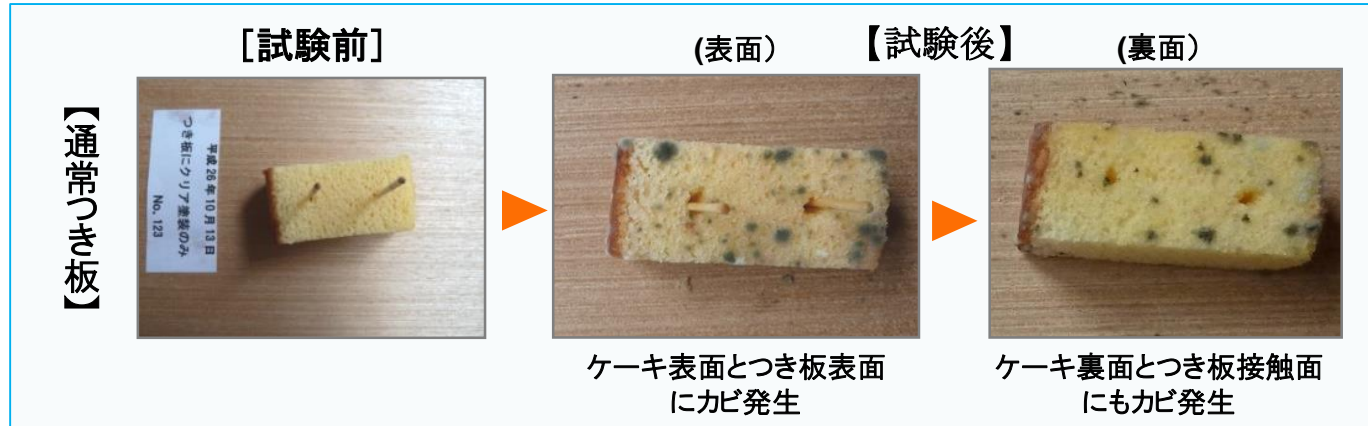 [試験前]
(表面)
【試験後】
(裏面)
【通常つき板】
平成26年10月13日
つき板にクリア塗装のみ
No. 123
ケーキ表面とつき板表面
にカビ発生
ケーキ裏面とつき板接触面
にもカビ発生